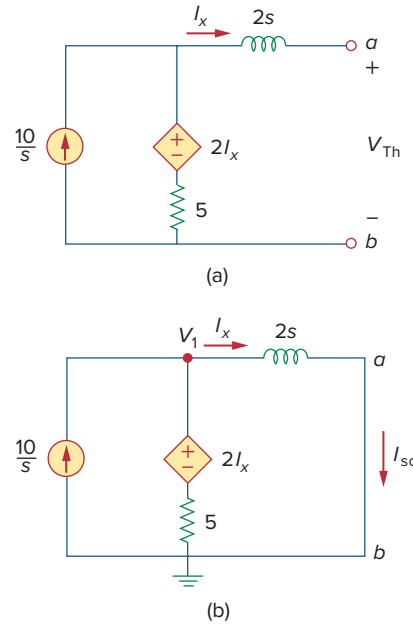 I_x 2s
a
+
10/s
+
−
2I_x
V_Th
5
−
b
(a)
V_1 I_x 2s
a
10/s
+
−
2I_x
I_sc
5
b
(b)